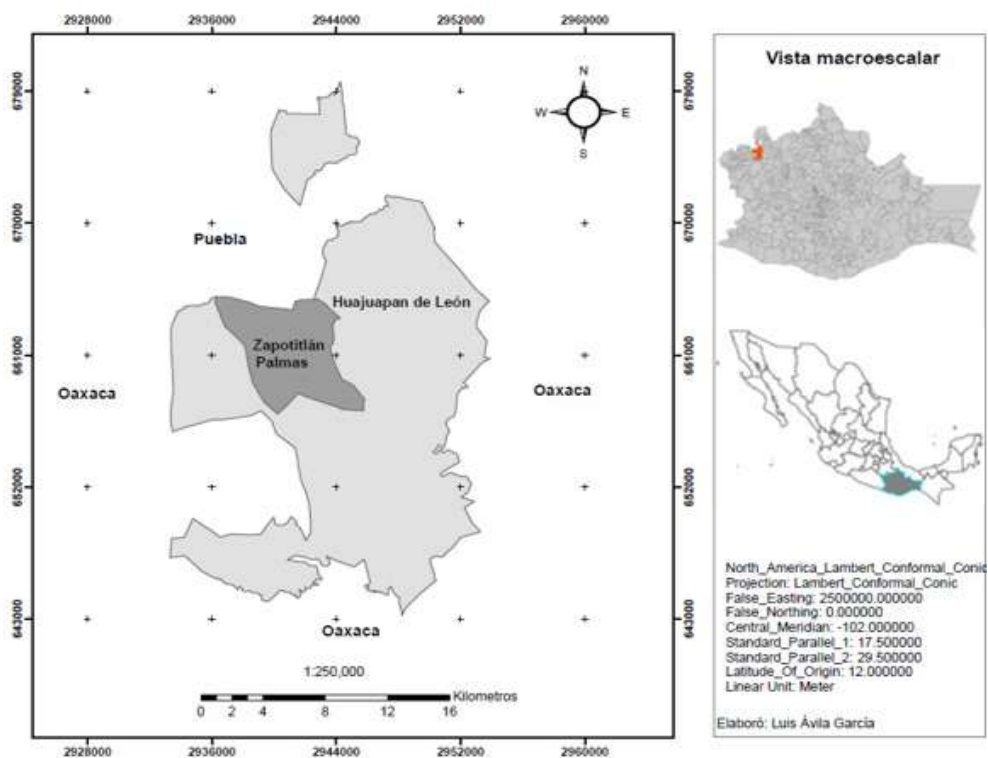 2928000 2936000 2944000 2952000 2960000
679000 679000
N
W E
S
670000 670000
Puebla
Huajuapan de León
Zapotitlán
Palmas
661000 661000
Oaxaca Oaxaca
652000 652000
643000 643000
Oaxaca
1:250,000
Kilometros
0 2 4 8 12 16
2928000 2936000 2944000 2952000 2960000
Vista macroescalar
North_America_Lambert_Conformal_Conic
Projection: Lambert_Conformal_Conic
False_Easting: 2500000.000000
False_Northing: 0.000000
Central_Meridian: -102.000000
Standard_Parallel_1: 17.500000
Standard_Parallel_2: 29.500000
Latitude_Of_Origin: 12.000000
Linear Unit: Meter
Elaboró: Luis Ávila García